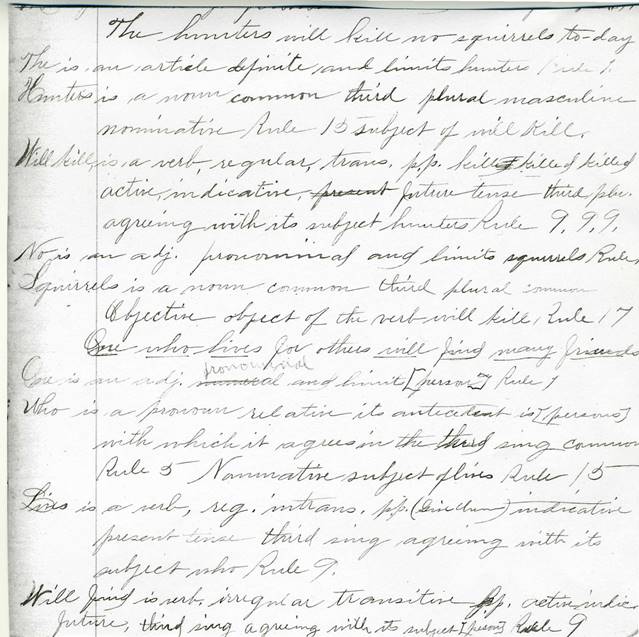 The hunters will kill no squirrels to-day
The is an article definite and limits hunters Rule 1.
Hunters is a noun common third plural masculine
nominative Rule 15 subject of will kill.
Will kill, is a verb, regular, trans, p.p. kill killed killed
active, indicative, present future tense third plu.
agreeing with its subject hunters Rule 9, 9, 9,
No is an adj. pronominal and limits squirrels Rule
Squirrels is a noun common third plural common
Objective object of the verb will kill, Rule 17
One who lives for others will find many friends
pronominal
One is an adj. numeral and limits [person] Rule 1
Who is a pronoun relative its antecedent is [persons]
with which it agrees in the third sing common
Rule 5 Nominative subject of lives Rule 15
Lives is a verb, reg. intrans. pp. indicative
present tense third sing agreeing with its
subject who Rule 9.
Will find is verb, irregular transitive p.p. active indic
future, third sing agreeing with its subject [person] Rule 9